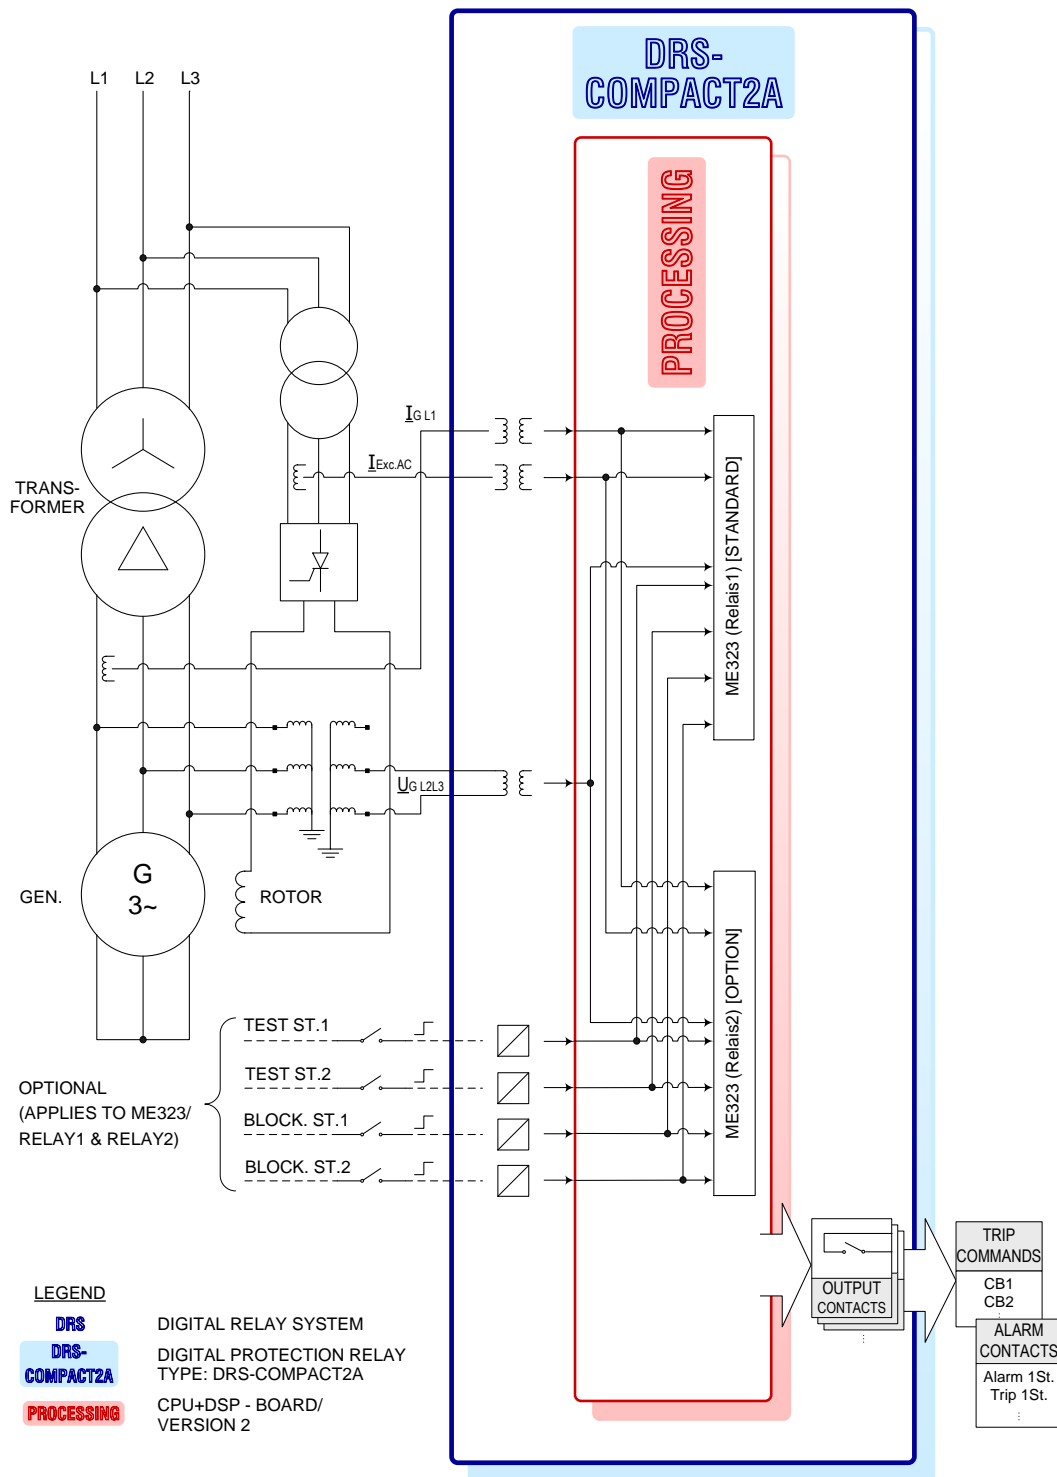 DRS-
COMPACT2A
L1 L2 L3
PROCESSING
IG L1
IExc.AC
TRANS-
FORMER
ME323 (Relais1) [STANDARD]
UG L2L3
G
3~
GEN.
ROTOR
ME323 (Relais2) [OPTION]
TEST ST.1
TEST ST.2
BLOCK. ST.1
BLOCK. ST.2
OPTIONAL
(APPLIES TO ME323/
RELAY1 & RELAY2)
OUTPUT
CONTACTS
TRIP
COMMANDS
CB1
CB2
ALARM
CONTACTS
Alarm 1St.
Trip 1St.
LEGEND
DRS DIGITAL RELAY SYSTEM
DRS-
COMPACT2A
DIGITAL PROTECTION RELAY
TYPE: DRS-COMPACT2A
PROCESSING
CPU+DSP - BOARD/
VERSION 2